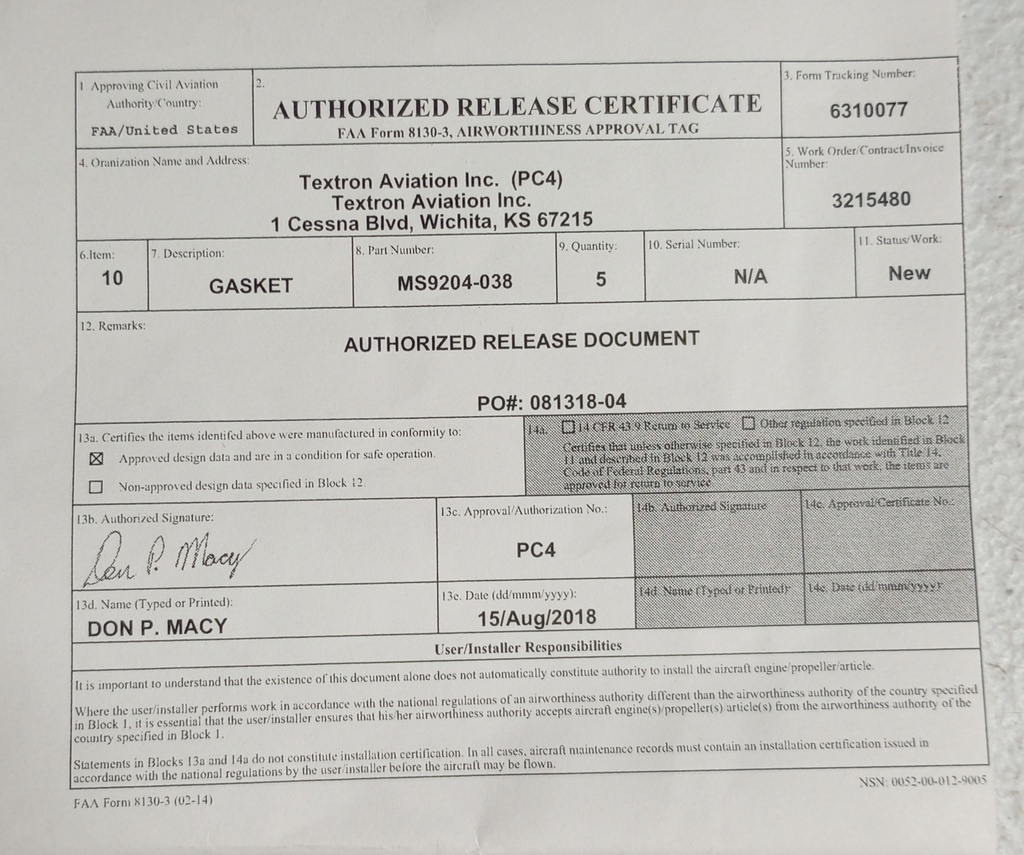 1 Approving Civil Aviation
Authority/Country:
FAA/United States
2.
AUTHORIZED RELEASE CERTIFICATE
FAA Form 8130-3, AIRWORTHIINESS APPROVAL TAG
3. Form Tracking Number:
6310077
4. Oranization Name and Address:
Textron Aviation Inc. (PC4)
Textron Aviation Inc.
1 Cessna Blvd, Wichita, KS 67215
5. Work Order/Contract/Invoice
Number:
3215480
6.Item:
10
7. Description:
GASKET
8. Part Number:
MS9204-038
9. Quantity:
5
10. Serial Number:
N/A
11. Status/Work:
New
12. Remarks:
AUTHORIZED RELEASE DOCUMENT
PO#: 081318-04
13a. Certifies the items identifed above were manufactured in conformity to:
Approved design data and are in a condition for safe operation.
Non-approved design data specified in Block 12.
14a. 14 CFR 43.9 Return to Service Other regulation specified in Block 12
Certifies that unless otherwise specified in Block 12, the work identified in Block
11 and described in Block 12 was accomplished in accordance with Title 14,
Code of Federal Regulations, part 43 and in respect to that work, the items are
approved for return to service
13b. Authorized Signature:
Don P. Macy
13c. Approval/Authorization No.:
PC4
14b. Authorized Signature
14c. Approval/Certificate No.:
13d. Name (Typed or Printed):
DON P. MACY
13e. Date (dd/mmm/yyyy):
15/Aug/2018
14d. Name (Typed or Printed):
14e. Date (dd/mmm/yyyy):
User/Installer Responsibilities
It is important to understand that the existence of this document alone does not automatically constitute authority to install the aircraft engine/propeller/article.
Where the user/installer performs work in accordance with the national regulations of an airworthiness authority different than the airworthiness authority of the country specified
in Block 1, it is essential that the user/installer ensures that his/her airworthiness authority accepts aircraft engine(s)/propeller(s) article(s) from the airworthiness authority of the
country specified in Block 1.
Statements in Blocks 13a and 14a do not constitute installation certification. In all cases, aircraft maintenance records must contain an installation certification issued in
accordance with the national regulations by the user/installer before the aircraft may be flown.
FAA Form 8130-3 (02-14)
NSN: 0052-00-012-9005